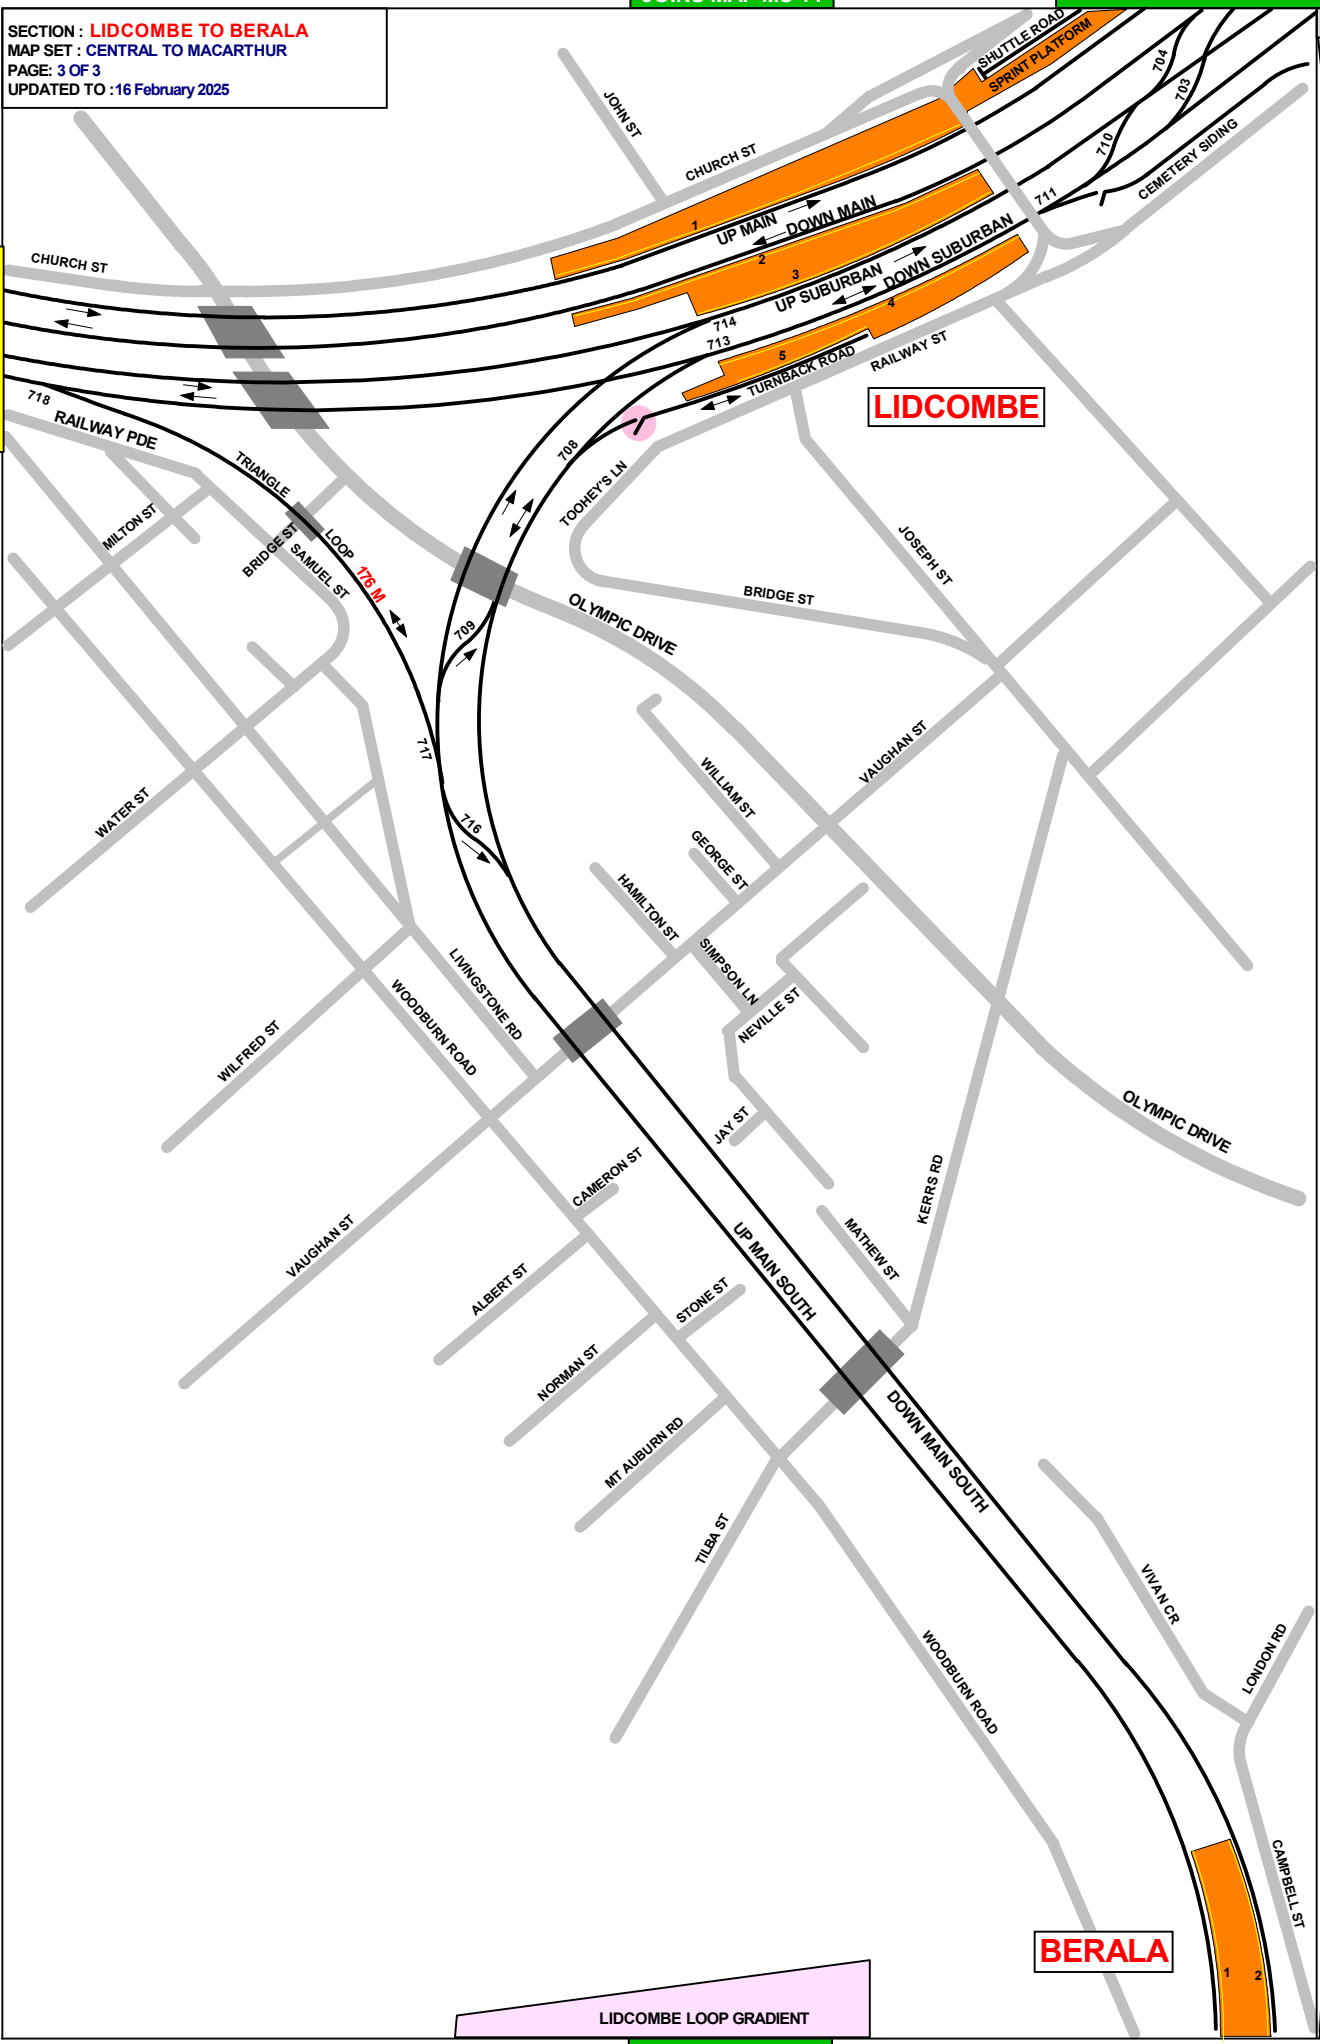 SECTION : LIDCOMBE TO BERALA
MAP SET : CENTRAL TO MACARTHUR
PAGE: 3 OF 3
UPDATED TO :16 February 2025
SHUTTLE ROAD
SPRINT PLATFORM
704
703
JOHN ST
CHURCH ST
710
CEMETERY SIDING
711
1
UP MAIN
DOWN MAIN
2
3
UP SUBURBAN
DOWN SUBURBAN
4
CHURCH ST
714
713
5
TURNBACK ROAD
RAILWAY ST
718
RAILWAY PDE
LIDCOMBE
TRIANGLE
LOOP
176 M
708
TOOHEY'S LN
MILTON ST
BRIDGE ST
SAMUEL ST
JOSEPH ST
BRIDGE ST
OLYMPIC DRIVE
709
717
WATER ST
716
WILLIAM ST
VAUGHAN ST
GEORGE ST
HAMILTON ST
SIMPSON LN
NEVILLE ST
LIVINGSTONE RD
WOODBURN ROAD
WILFRED ST
JAY ST
OLYMPIC DRIVE
CAMERON ST
KERRS RD
VAUGHAN ST
MATHEW ST
UP MAIN SOUTH
ALBERT ST
STONE ST
NORMAN ST
DOWN MAIN SOUTH
MT AUBURN RD
TILBA ST
VIVAN CR
LONDON RD
WOODBURN ROAD
CAMPBELL ST
BERALA
1
2
LIDCOMBE LOOP GRADIENT